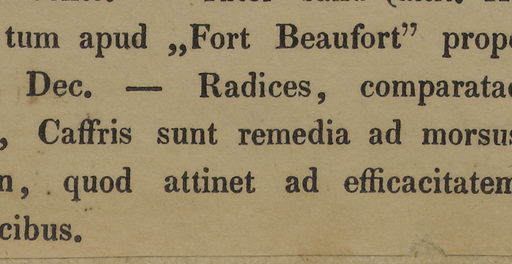 tum apud „Fort Beaufort” prope
Dec. — Radices, comparatae
, Caffris sunt remedia ad morsus
, quod attinet ad efficacitatem
cibus.